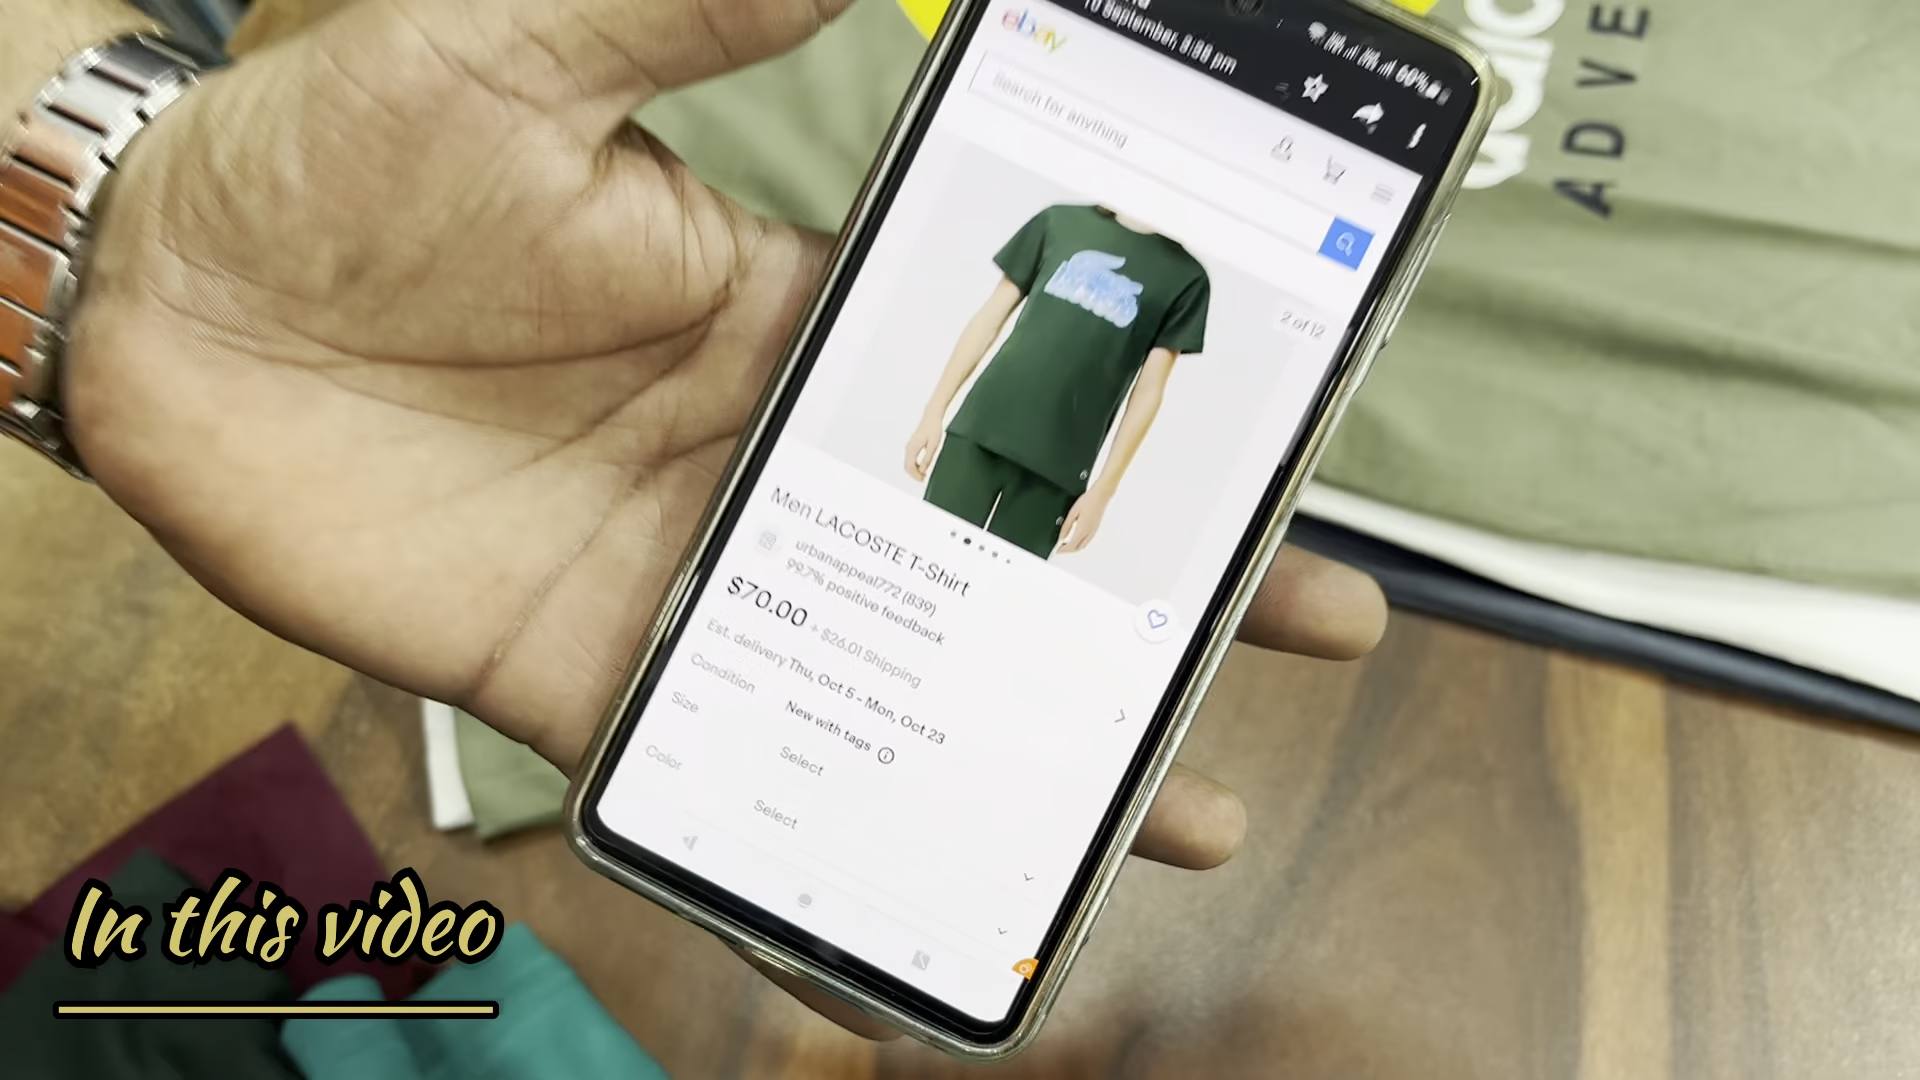 10 September, 8:98 pm
60%
ebay
Search for anything
2 of 12
Men LACOSTE T-Shirt
urbanappeal772 (839)
99.7% positive feedback
$70.00 + $26.01 Shipping
Est. delivery Thu, Oct 5 - Mon, Oct 23
Condition New with tags
Size Select
Color Select
ADVE
In this video